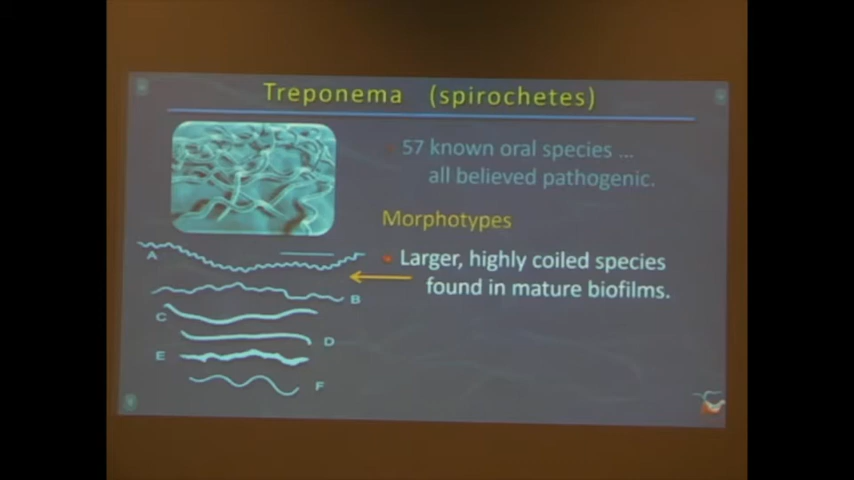 Treponema (spirochetes)
57 known oral species ...
all believed pathogenic.
Morphotypes
Larger, highly coiled species
found in mature biofilms.
A
B
C
D
E
F